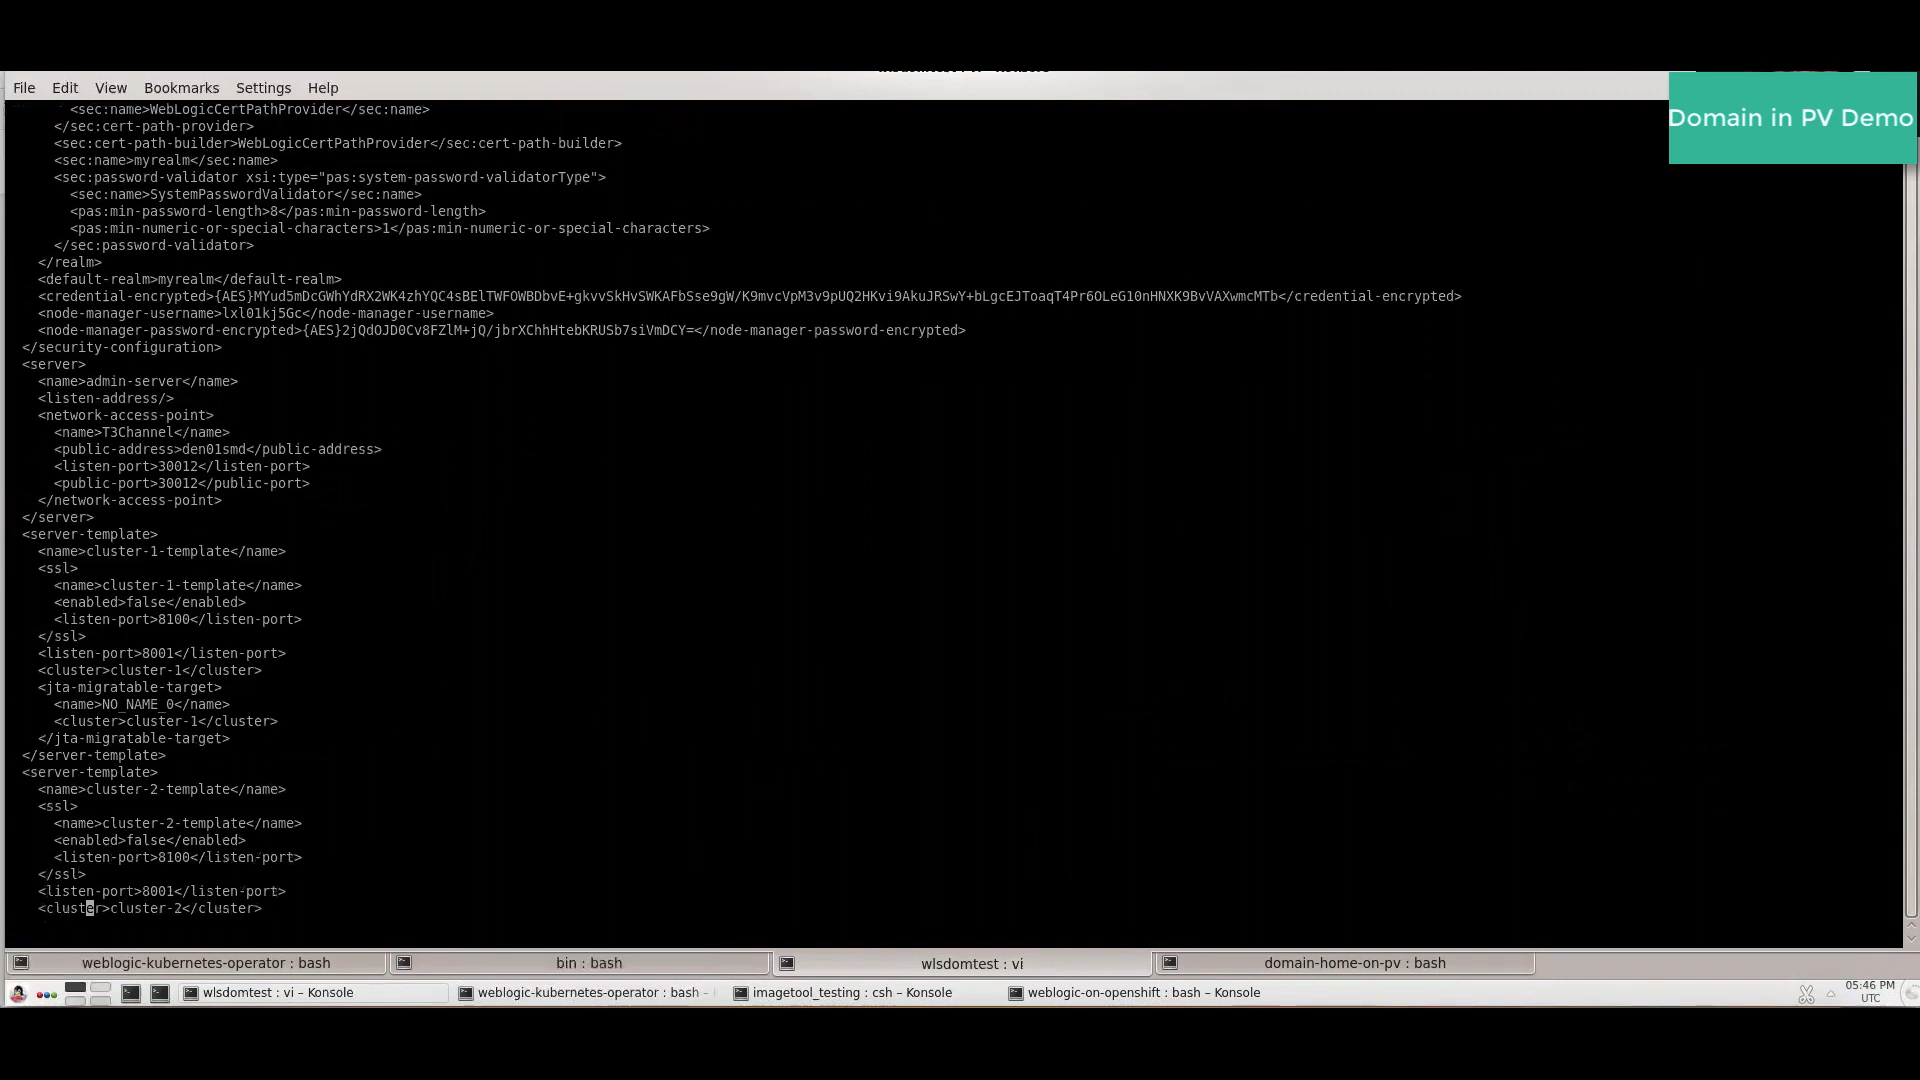 File Edit View Bookmarks Settings Help
Domain in PV Demo
<sec:name>WebLogicCertPathProvider</sec:name>
</sec:cert-path-provider>
<sec:cert-path-builder>WebLogicCertPathProvider</sec:cert-path-builder>
<sec:name>myrealm</sec:name>
<sec:password-validator xsi:type="pas:system-password-validatorType">
<sec:name>SystemPasswordValidator</sec:name>
<pas:min-password-length>8</pas:min-password-length>
<pas:min-numeric-or-special-characters>1</pas:min-numeric-or-special-characters>
</sec:password-validator>
</realm>
<default-realm>myrealm</default-realm>
<credential-encrypted>{AES}MYud5mDcGWhYdRX2WK4zhYQC4sBElTWFOWBDbvE+gkvvSkHvSWKAFbSse9gW/K9mvcVpM3v9pUQ2HKvi9AkuJRSwY+bLgcEJToaqT4Pr6OLeG10nHNXK9BvVAXwmcMTb</credential-encrypted>
<node-manager-username>lxl01kj5Gc</node-manager-username>
<node-manager-password-encrypted>{AES}2jQdOJD0Cv8FZlM+jQ/jbrXChhHtebKRUSb7siVmDCY=</node-manager-password-encrypted>
</security-configuration>
<server>
<name>admin-server</name>
<listen-address/>
<network-access-point>
<name>T3Channel</name>
<public-address>den01smd</public-address>
<listen-port>30012</listen-port>
<public-port>30012</public-port>
</network-access-point>
</server>
<server-template>
<name>cluster-1-template</name>
<ssl>
<name>cluster-1-template</name>
<enabled>false</enabled>
<listen-port>8100</listen-port>
</ssl>
<listen-port>8001</listen-port>
<cluster>cluster-1</cluster>
<jta-migratable-target>
<name>NO_NAME_0</name>
<cluster>cluster-1</cluster>
</jta-migratable-target>
</server-template>
<server-template>
<name>cluster-2-template</name>
<ssl>
<name>cluster-2-template</name>
<enabled>false</enabled>
<listen-port>8100</listen-port>
</ssl>
<listen-port>8001</listen-port>
<cluster>cluster-2</cluster>
weblogic-kubernetes-operator : bash bin : bash wlsdomtest : vi domain-home-on-pv : bash
wlsdomtest : vi – Konsole weblogic-kubernetes-operator : bash – imagetool_testing : csh – Konsole weblogic-on-openshift : bash – Konsole 05:46 PM
UTC